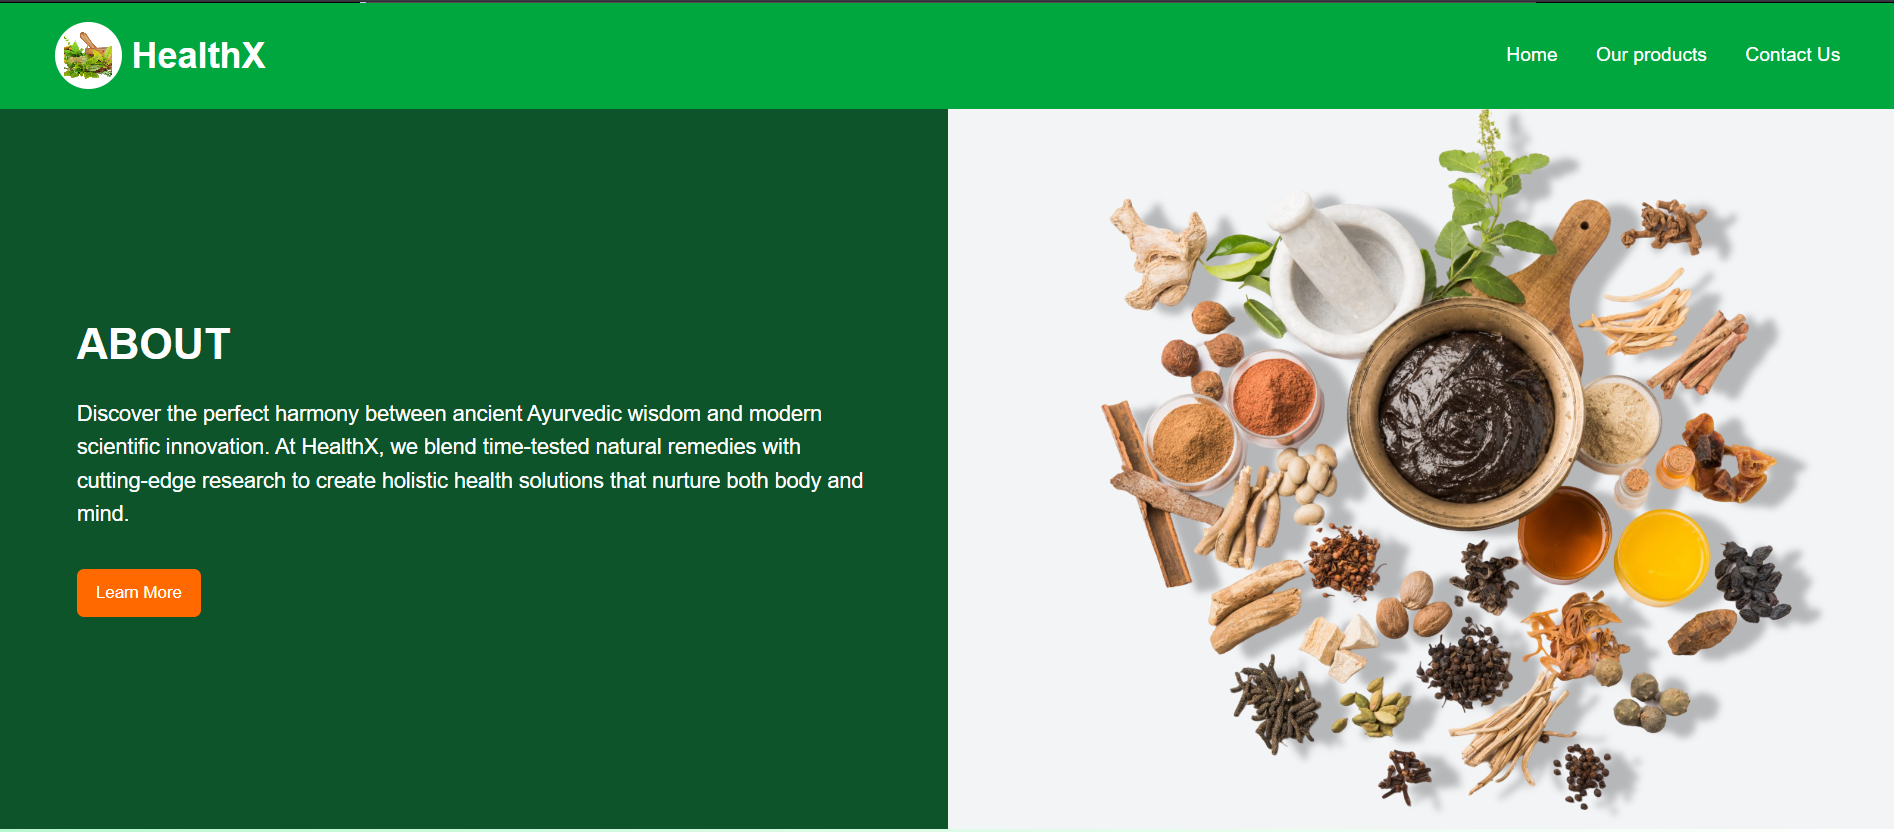 HealthX
Home
Our products
Contact Us
ABOUT
Discover the perfect harmony between ancient Ayurvedic wisdom and modern
scientific innovation. At HealthX, we blend time-tested natural remedies with
cutting-edge research to create holistic health solutions that nurture both body and
mind.
Learn More